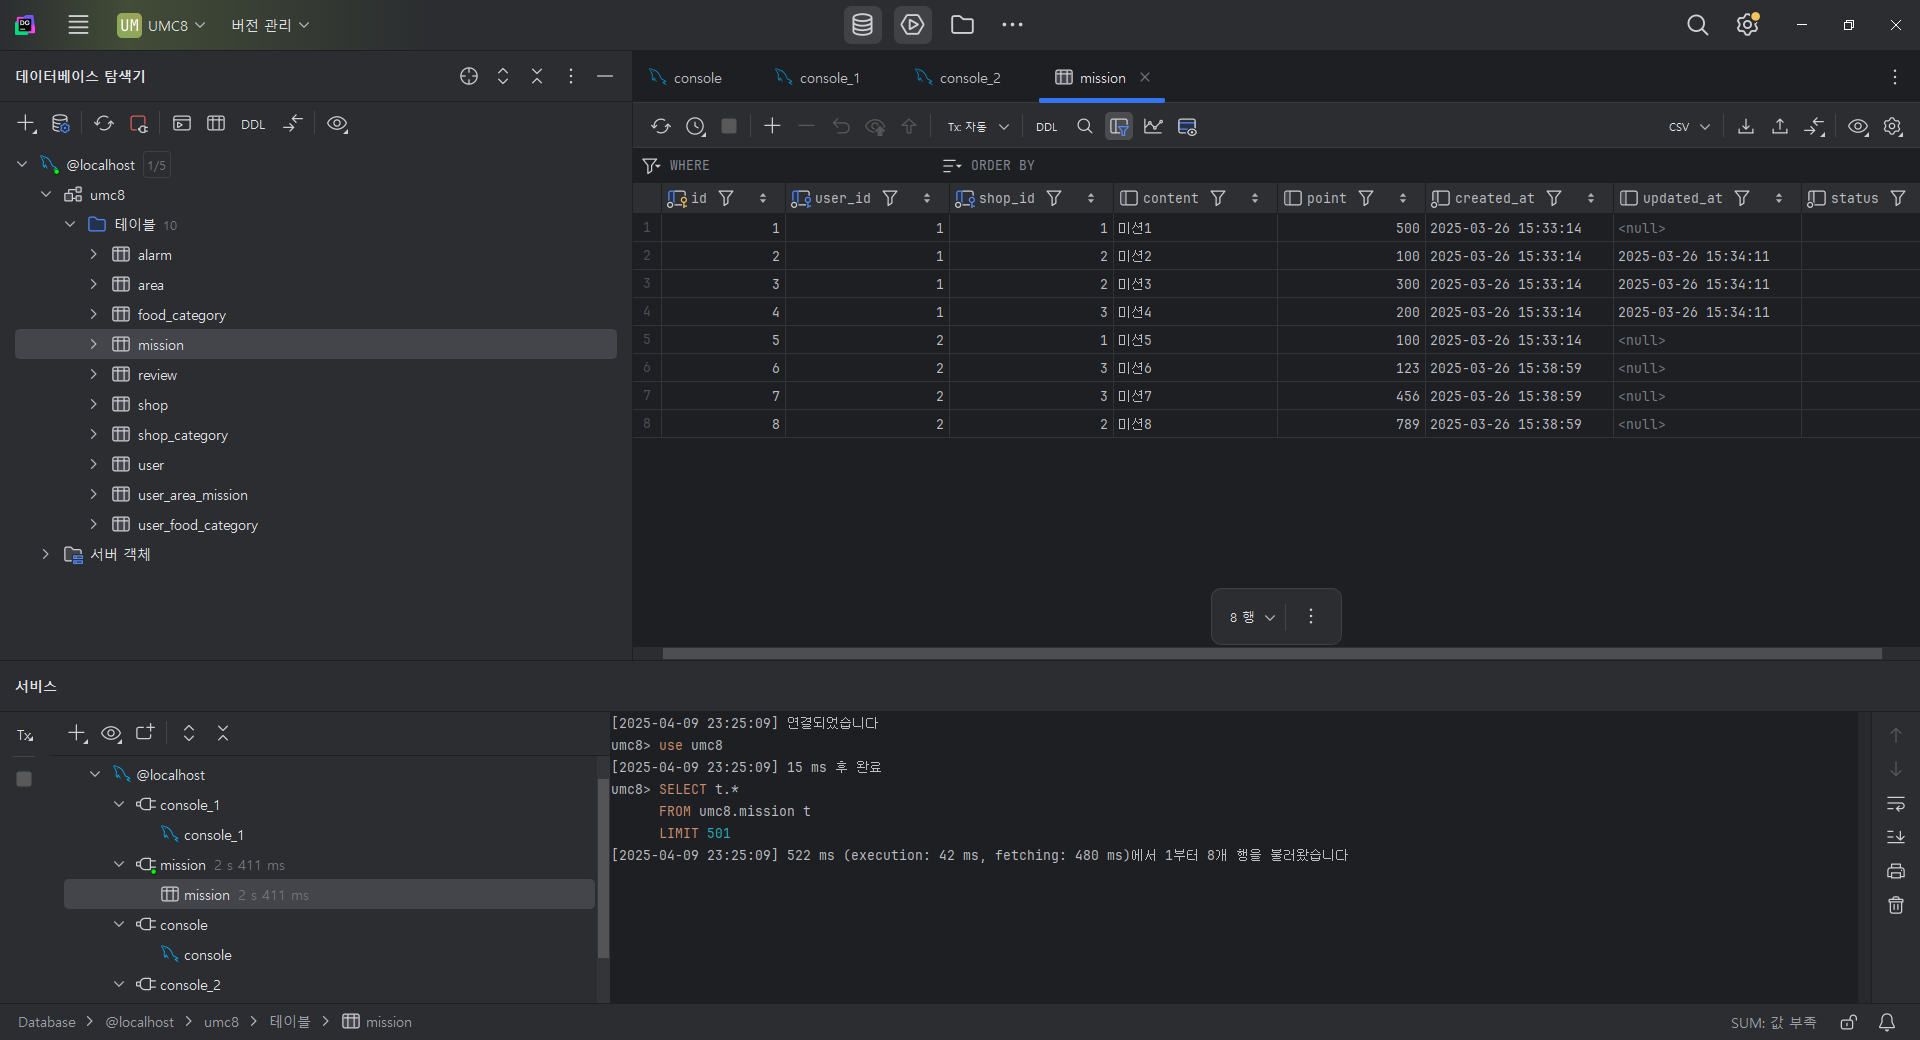 UM UMC8 버전 관리
데이터베이스 탐색기
DDL
@localhost 1/5
umc8
테이블 10
alarm
area
food_category
mission
review
shop
shop_category
user
user_area_mission
user_food_category
서버 객체
console console_1 console_2 mission
Tx: 자동 DDL CSV
WHERE ORDER BY
id user_id shop_id content point created_at updated_at status
1 1 1 1 미션1 500 2025-03-26 15:33:14 <null>
2 2 1 2 미션2 100 2025-03-26 15:33:14 2025-03-26 15:34:11
3 3 1 2 미션3 300 2025-03-26 15:33:14 2025-03-26 15:34:11
4 4 1 3 미션4 200 2025-03-26 15:33:14 2025-03-26 15:34:11
5 5 2 1 미션5 100 2025-03-26 15:33:14 <null>
6 6 2 3 미션6 123 2025-03-26 15:38:59 <null>
7 7 2 3 미션7 456 2025-03-26 15:38:59 <null>
8 8 2 2 미션8 789 2025-03-26 15:38:59 <null>
8 행
서비스
Tx
@localhost
console_1
console_1
mission 2 s 411 ms
mission 2 s 411 ms
console
console
console_2
[2025-04-09 23:25:09] 연결되었습니다
umc8> use umc8
[2025-04-09 23:25:09] 15 ms 후 완료
umc8> SELECT t.*
FROM umc8.mission t
LIMIT 501
[2025-04-09 23:25:09] 522 ms (execution: 42 ms, fetching: 480 ms)에서 1부터 8개 행을 불러왔습니다
Database > @localhost > umc8 > 테이블 > mission
SUM: 값 부족